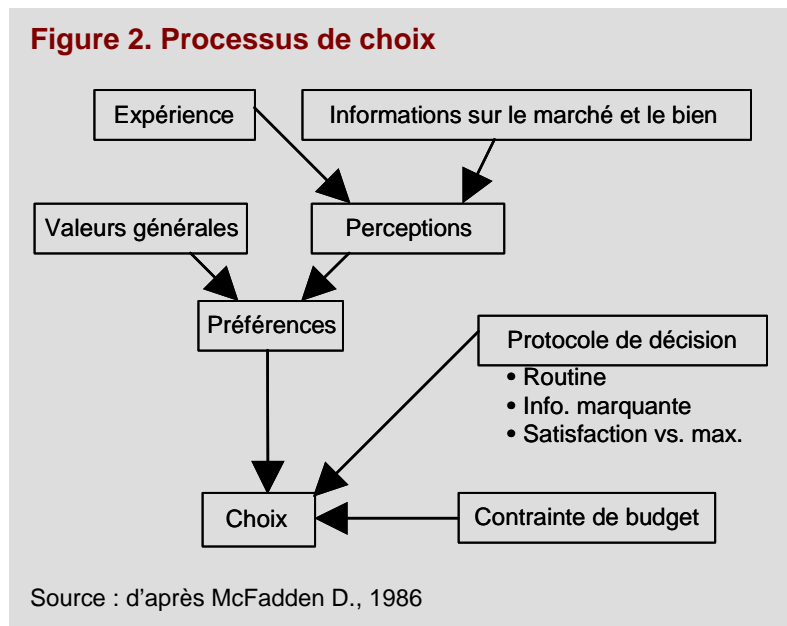 Figure 2. Processus de choix
Expérience
Informations sur le marché et le bien
Valeurs générales
Perceptions
Préférences
Protocole de décision
• Routine
• Info. marquante
• Satisfaction vs. max.
Choix
Contrainte de budget
Source : d'après McFadden D., 1986